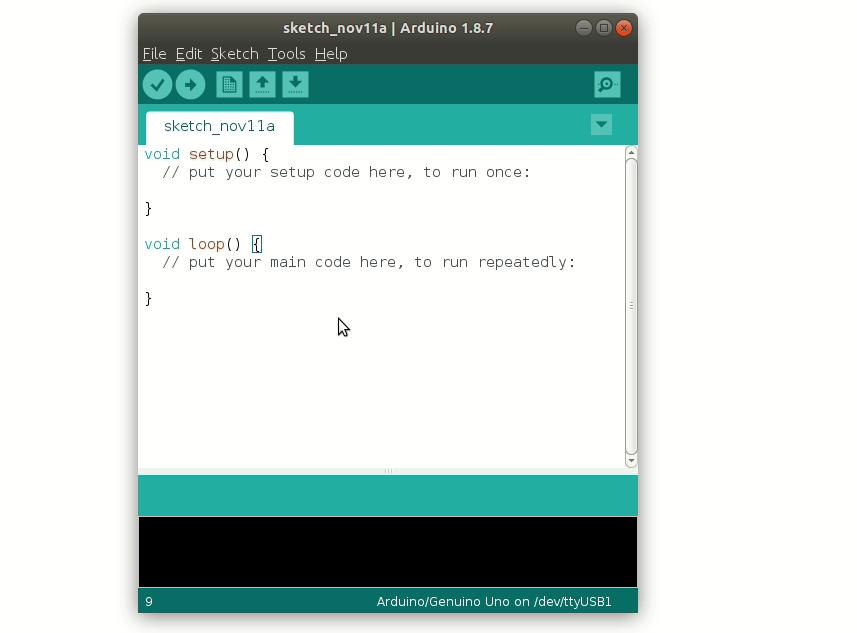 sketch_nov11a | Arduino 1.8.7
File Edit Sketch Tools Help
sketch_nov11a
void setup() {
  // put your setup code here, to run once:
}
void loop() {
  // put your main code here, to run repeatedly:
}
9 Arduino/Genuino Uno on /dev/ttyUSB1